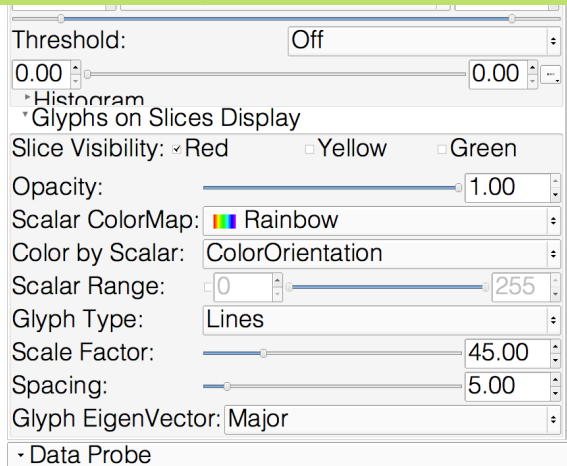 Threshold: Off
0.00 0.00 ...
Histogram
Glyphs on Slices Display
Slice Visibility: Red Yellow Green
Opacity: 1.00
Scalar ColorMap: Rainbow
Color by Scalar: ColorOrientation
Scalar Range: 0 255
Glyph Type: Lines
Scale Factor: 45.00
Spacing: 5.00
Glyph EigenVector: Major
Data Probe